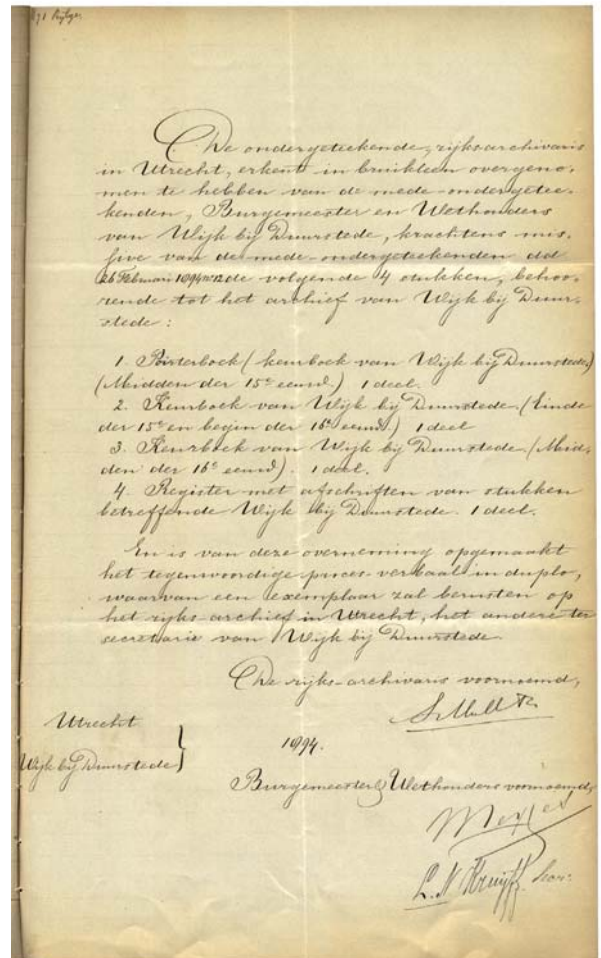 De ondergeteekende, rijksarchivaris
in Utrecht, erkent in bruikleen overgeno-
men te hebben van de mede-ondergetee-
kenden, Burgemeester en Wethouders
van Wijk bij Duurstede, krachtens mis-
sive van de mede-ondergeteekenden dd
26 Februari 1894 nº 12 de volgende 4 stukken, behoo-
rende tot het archief van Wijk bij Duur-
stede:
1. Pᵒisterboek (keurboek van Wijk bij Duurstede)
(Midden der 15e eeuw.) 1 deel.
2. Keurboek van Wijk bij Duurstede. (Einde
der 15e en begin der 16e eeuw.) 1 deel
3. Keurboek van Wijk bij Duurstede. (Mid-
den der 16e eeuw). 1 deel.
4. Register met afschriften van stukken
betreffende Wijk bij Duurstede. 1 deel.
En is van deze overneming opgemaakt
het tegenwoordige proces-verbaal in duplo,
waarvan een exemplaar zal berusten op
het rijks-archief in Utrecht, het andere ter
secretarie van Wijk bij Duurstede.
De rijks-archivaris voornoemd,
S. Muller Fz.
Utrecht
1894.
Wijk bij Duurstede
Burgemeester & Wethouders voornoemd,
L. N. Kruijff. Secr: